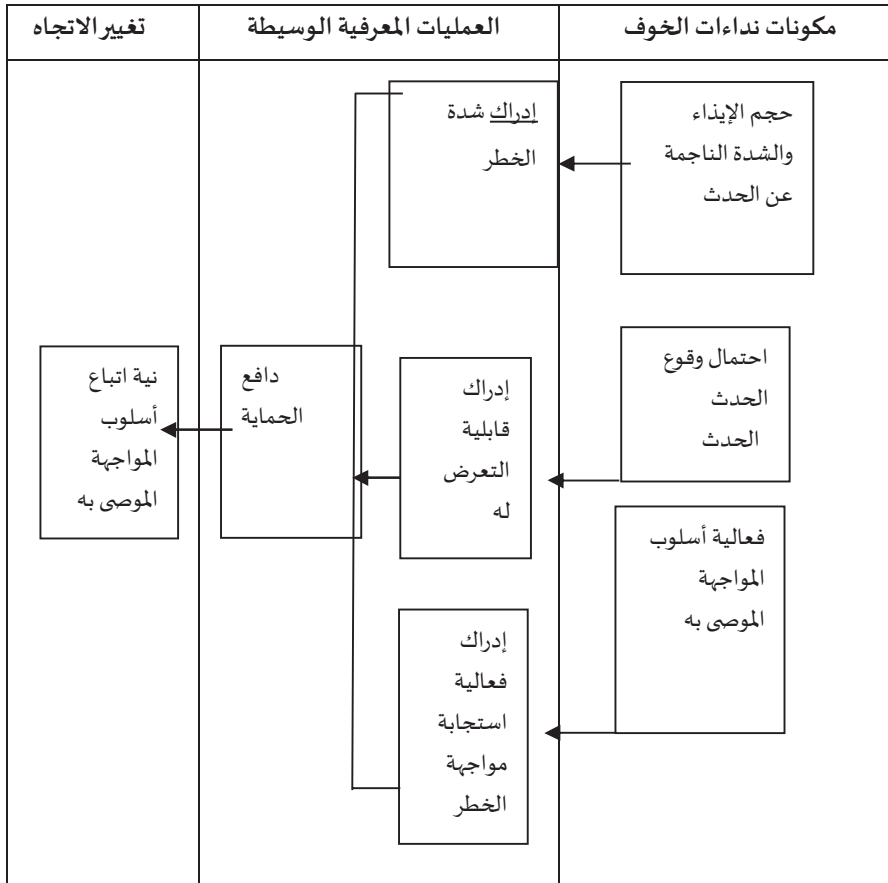 مكونات نداءات الخوف
العمليات المعرفية الوسيطة
تغيير الاتجاه
حجم الإيذاء
والشدة الناجمة
عن الحدث
إدراك شدة
الخطر
احتمال وقوع
الحدث
الحدث
إدراك
قابلية
التعرض
له
دافع
الحماية
نية اتباع
أسلوب
المواجهة
الموصى به
فعالية أسلوب
المواجهة
الموصى به
إدراك
فعالية
استجابة
مواجهة
الخطر